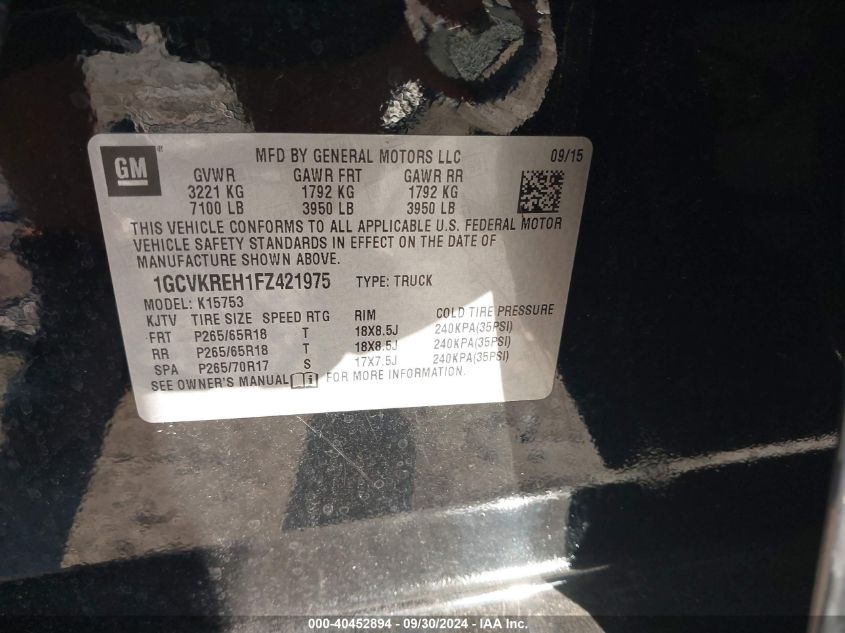 GM ®
MFD BY GENERAL MOTORS LLC 09/15
GVWR GAWR FRT GAWR RR
3221 KG 1792 KG 1792 KG
7100 LB 3950 LB 3950 LB
THIS VEHICLE CONFORMS TO ALL APPLICABLE U.S. FEDERAL MOTOR
VEHICLE SAFETY STANDARDS IN EFFECT ON THE DATE OF
MANUFACTURE SHOWN ABOVE.
1GCVKREH1FZ421975 TYPE: TRUCK
MODEL: K15753
KJTV TIRE SIZE SPEED RTG RIM COLD TIRE PRESSURE
FRT P265/65R18 T 18X8.5J 240KPA(35PSI)
RR P265/65R18 T 18X8.5J 240KPA(35PSI)
SPA P265/70R17 S 17X7.5J 240KPA(35PSI)
SEE OWNER'S MANUAL i FOR MORE INFORMATION.
000-40452894 - 09/30/2024 - IAA Inc.